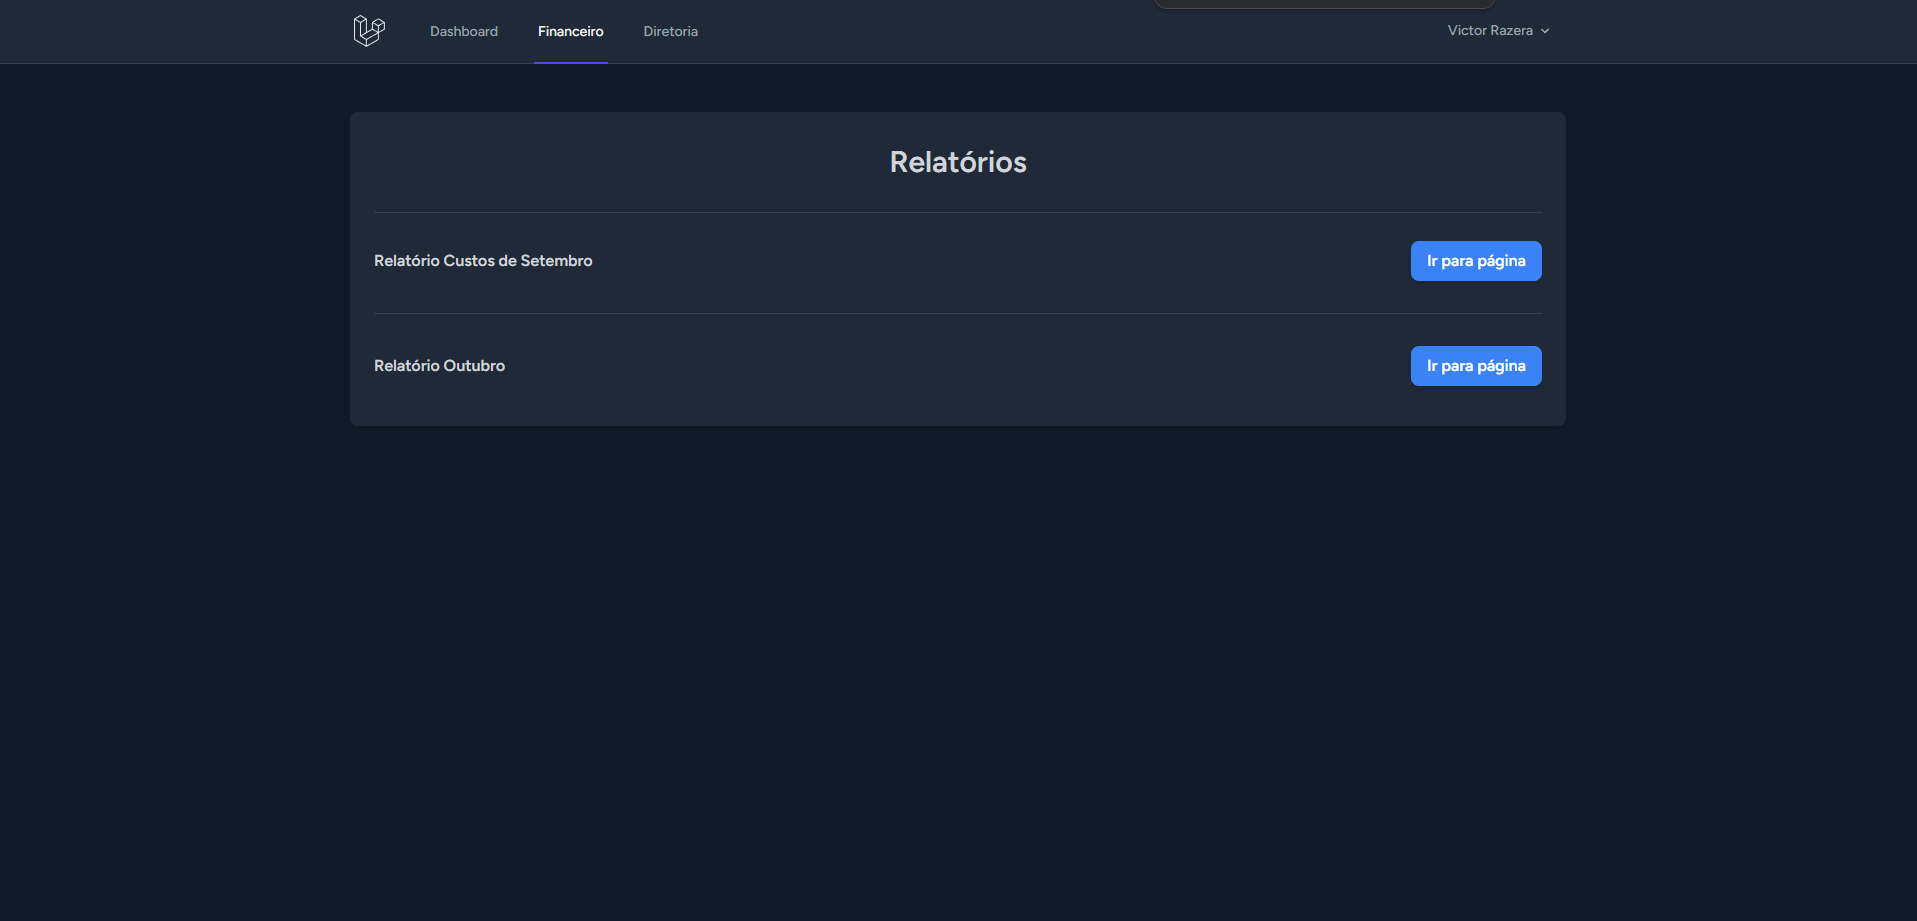 Dashboard Financeiro Diretoria Victor Razera
Relatórios
Relatório Custos de Setembro Ir para página
Relatório Outubro Ir para página